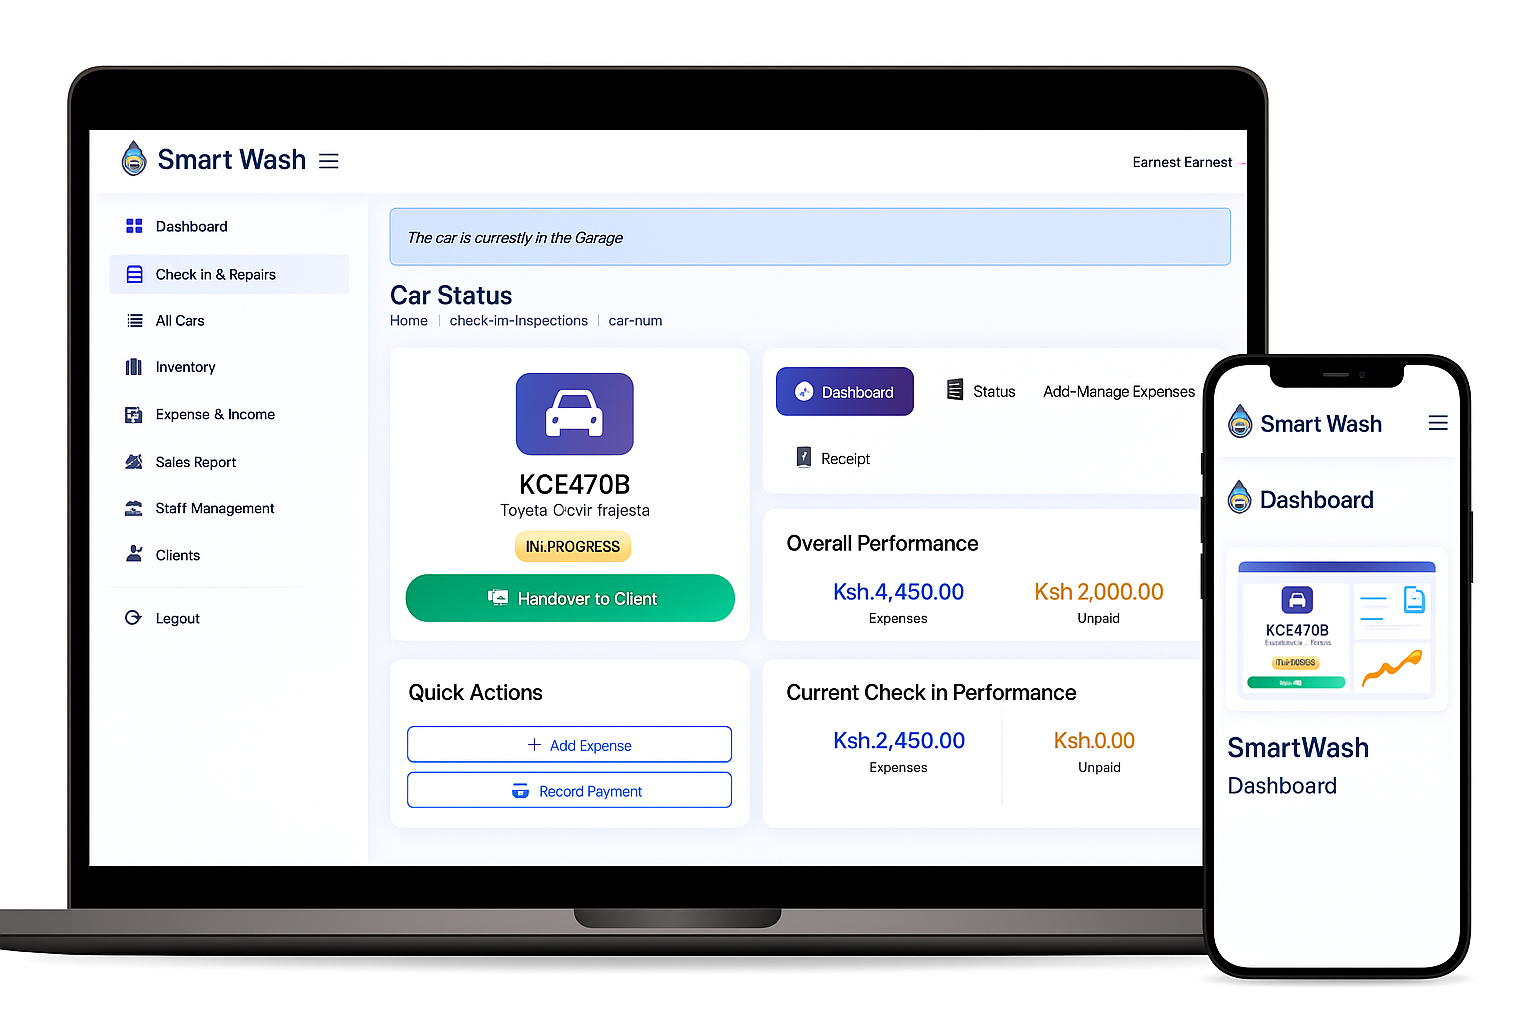 Smart Wash
Earnest Earnest
Dashboard
Check in & Repairs
All Cars
Inventory
Expense & Income
Sales Report
Staff Management
Clients
Legout
The car is currestly in the Garage
Car Status
Home | check-im-Inspections | car-num
KCE470B
Toyeta frajesta
INi.PROGRESS
Handover to Client
Dashboard
Status
Add-Manage Expenses
Receipt
Overall Performance
Ksh.4,450.00
Ksh 2,000.00
Expenses
Unpaid
Quick Actions
Add Expense
Record Payment
Current Check in Performance
Ksh.2,450.00
Ksh.0.00
Expenses
Unpaid
Smart Wash
Dashboard
KCE470B
SmartWash
Dashboard